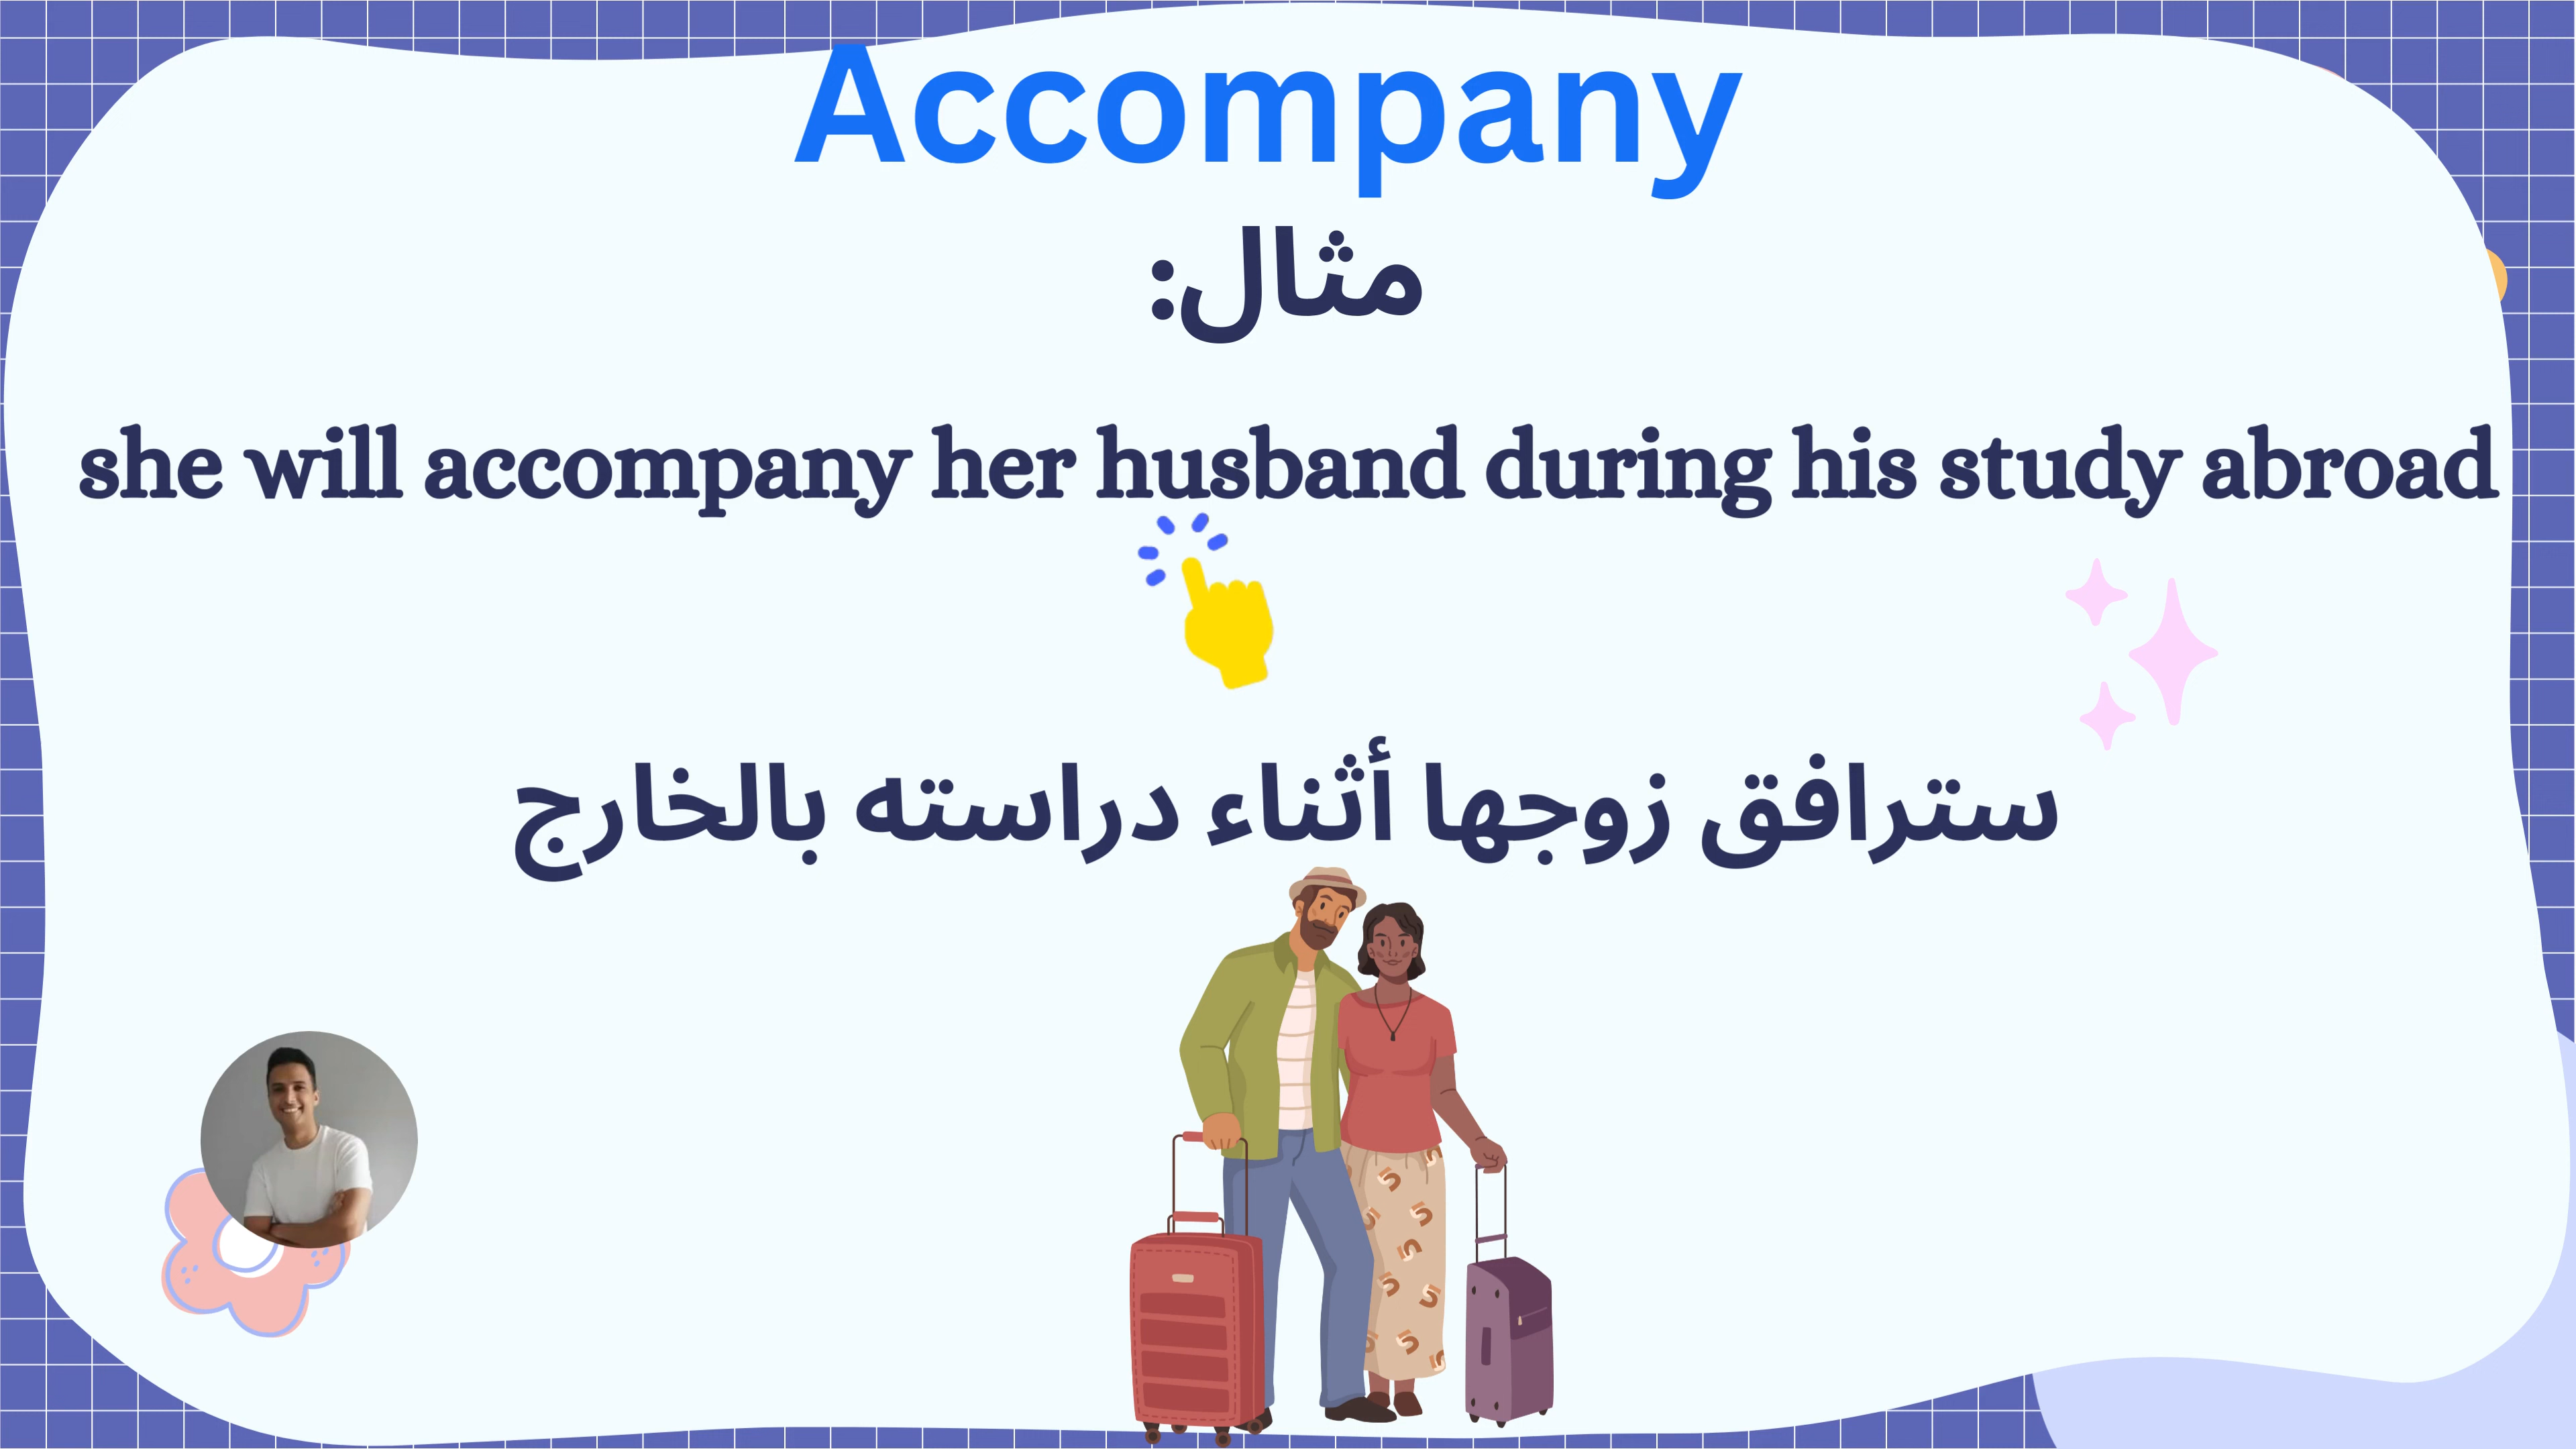 Accompany
مثال:
she will accompany her husband during his study abroad
سترافق زوجها أثناء دراسته بالخارج